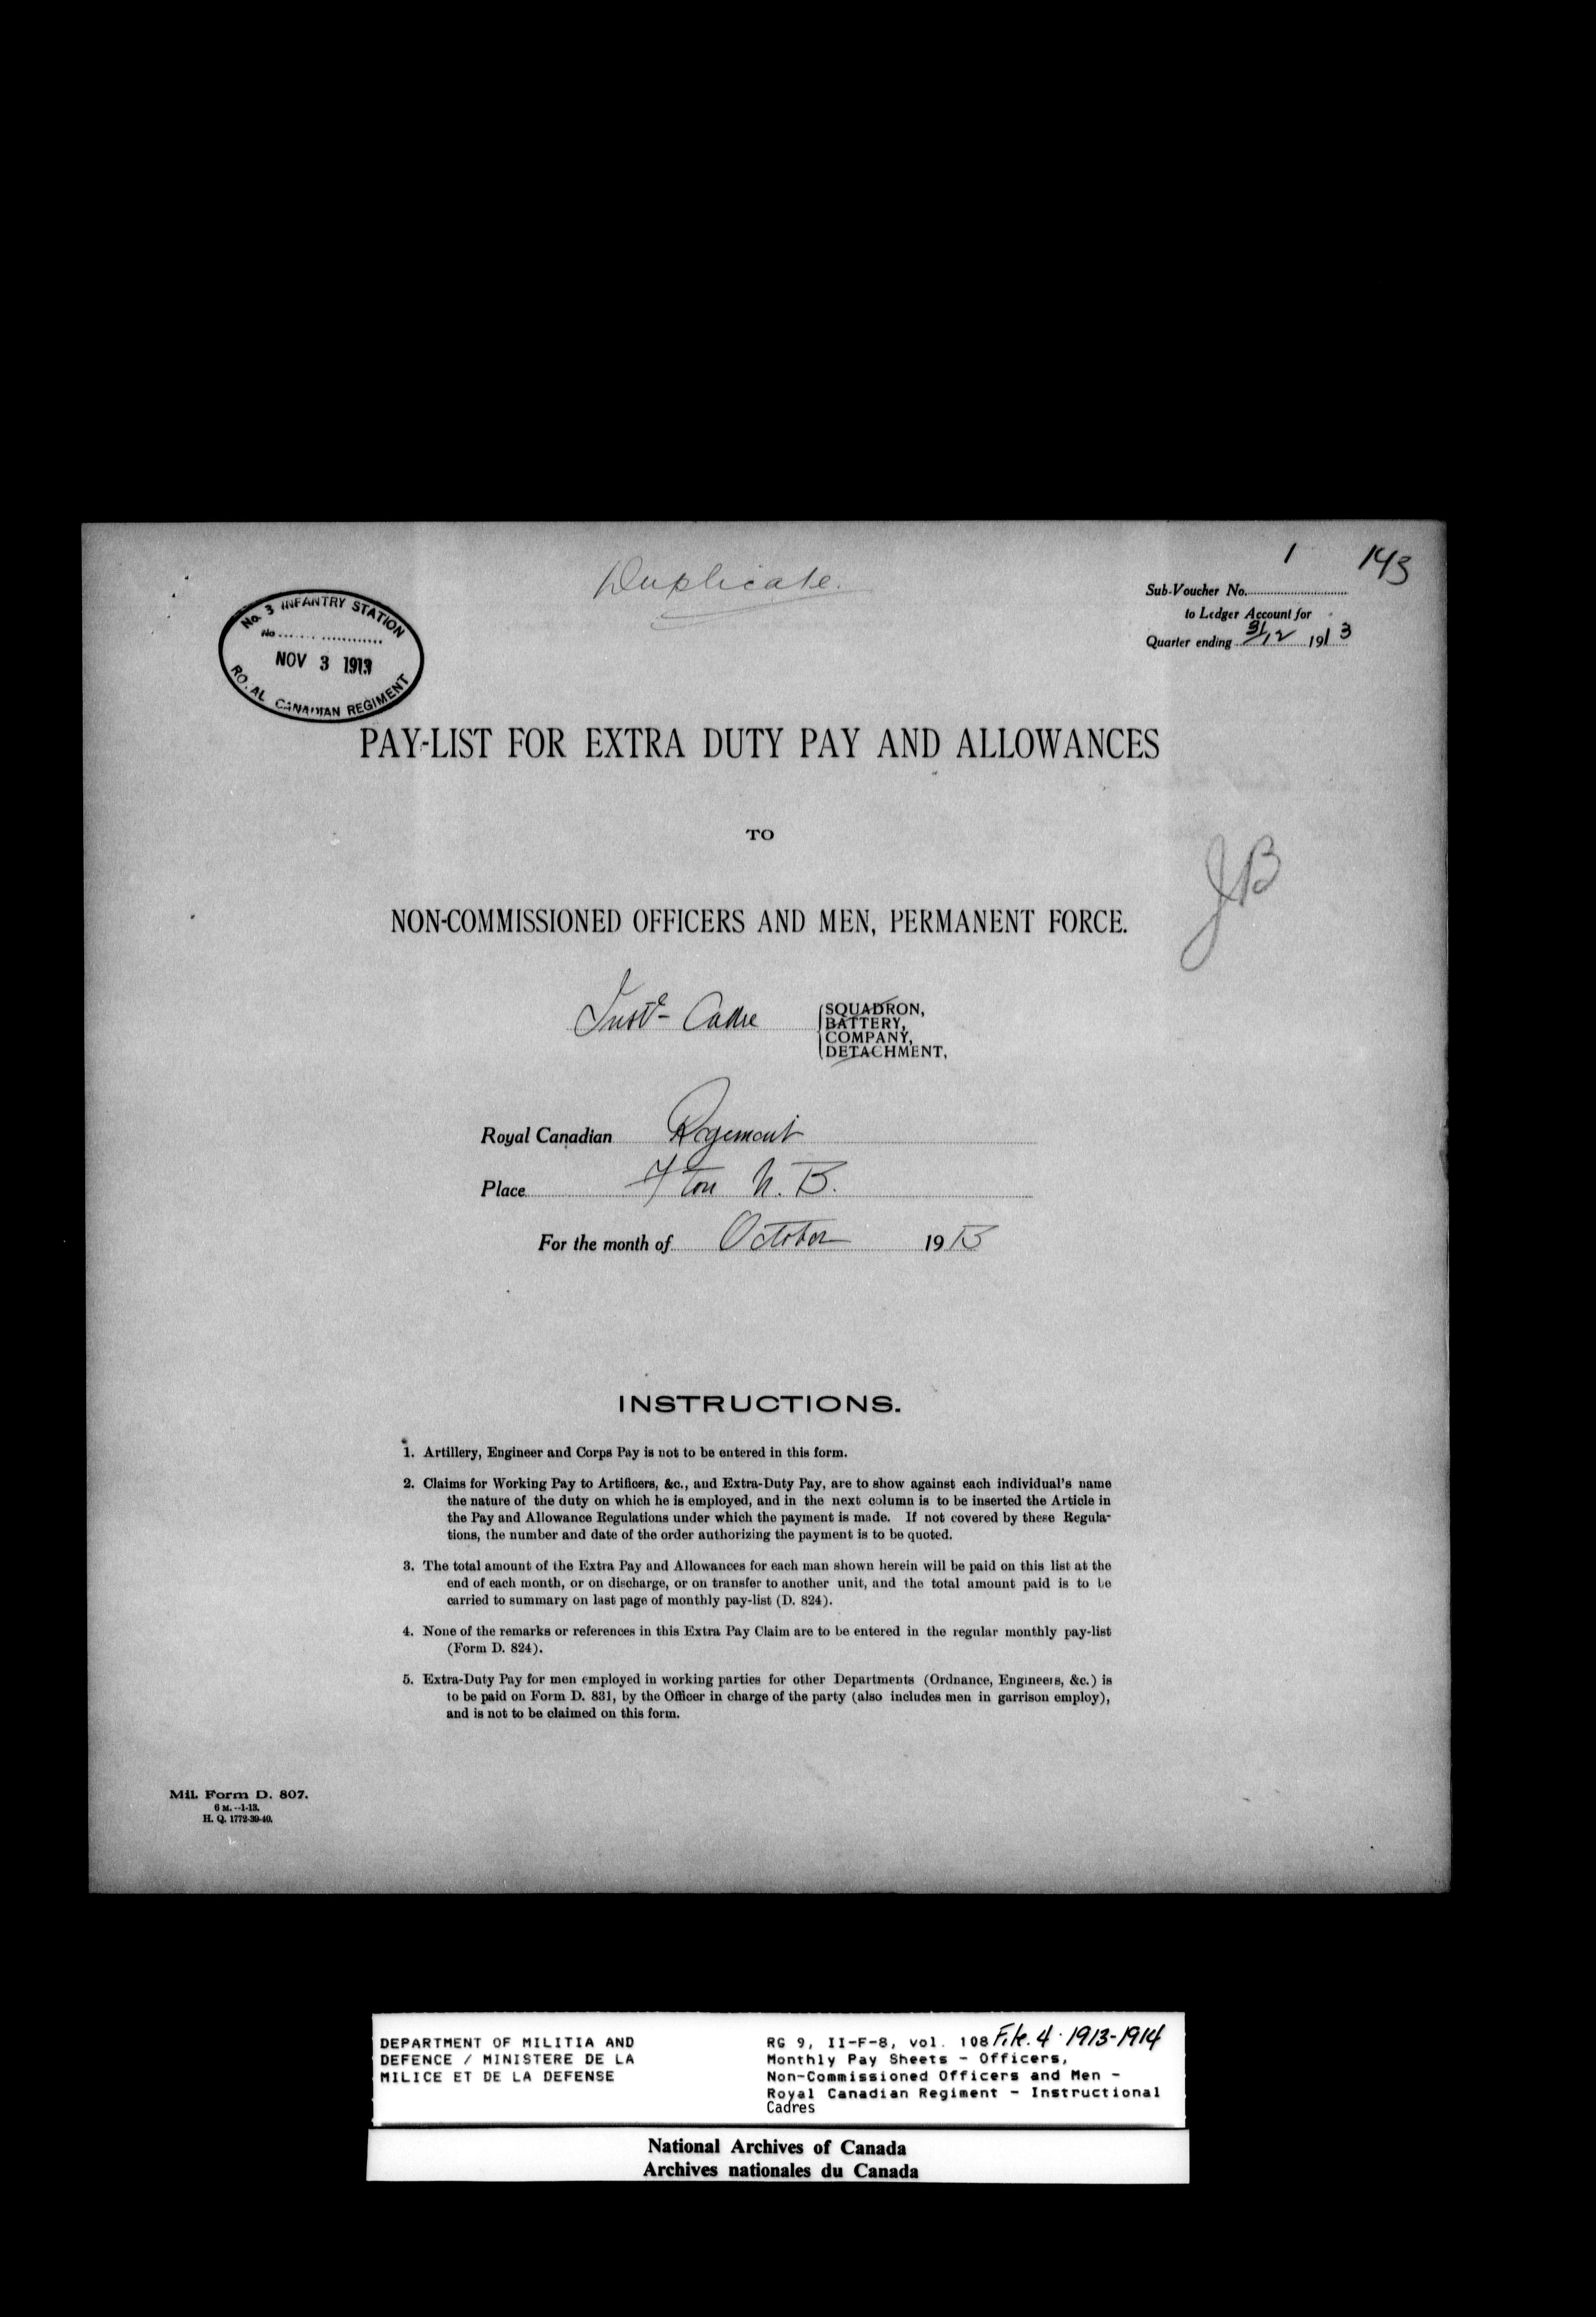 Duplicate.
1 143
Sub-Voucher No.
to Ledger Account for
Quarter ending 31/12 1913
No. 3 INFANTRY STATION
No
NOV 3 1913
ROYAL CANADIAN REGIMENT
PAY-LIST FOR EXTRA DUTY PAY AND ALLOWANCES
TO
JB
NON-COMMISSIONED OFFICERS AND MEN, PERMANENT FORCE.
Instl Cadre
SQUADRON,
BATTERY,
COMPANY,
DETACHMENT,
Royal Canadian Regiment
Place F'ton N.B.
For the month of October 1913
INSTRUCTIONS.
1. Artillery, Engineer and Corps Pay is not to be entered in this form.
2. Claims for Working Pay to Artificers, &c., and Extra-Duty Pay, are to show against each individual's name
the nature of the duty on which he is employed, and in the next column is to be inserted the Article in
the Pay and Allowance Regulations under which the payment is made. If not covered by these Regula-
tions, the number and date of the order authorizing the payment is to be quoted.
3. The total amount of the Extra Pay and Allowances for each man shown herein will be paid on this list at the
end of each month, or on discharge, or on transfer to another unit, and the total amount paid is to be
carried to summary on last page of monthly pay-list (D. 824).
4. None of the remarks or references in this Extra Pay Claim are to be entered in the regular monthly pay-list
(Form D. 824).
5. Extra-Duty Pay for men employed in working parties for other Departments (Ordnance, Engineers, &c.) is
to be paid on Form D. 831, by the Officer in charge of the party (also includes men in garrison employ),
and is not to be claimed on this form.
Mil. Form D. 807.
6 M.--1-13.
H. Q. 1772-39-40.
DEPARTMENT OF MILITIA AND
DEFENCE / MINISTERE DE LA
MILICE ET DE LA DEFENSE
RG 9, II-F-8, vol. 108 File. 4. 1913-1914
Monthly Pay Sheets - Officers,
Non-Commissioned Officers and Men -
Royal Canadian Regiment - Instructional
Cadres
National Archives of Canada
Archives nationales du Canada